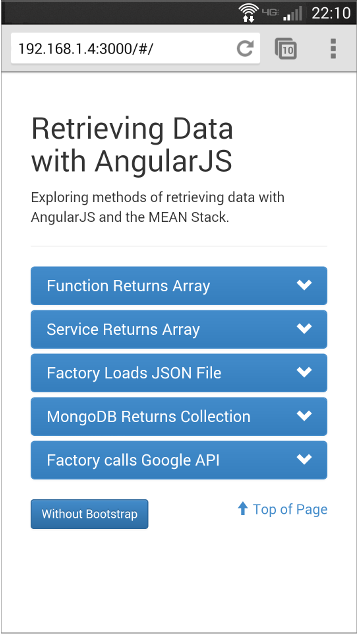 4G 22:10
192.168.1.4:3000/#/ 10
Retrieving Data
with AngularJS
Exploring methods of retrieving data with
AngularJS and the MEAN Stack.
Function Returns Array
Service Returns Array
Factory Loads JSON File
MongoDB Returns Collection
Factory calls Google API
Without Bootstrap Top of Page